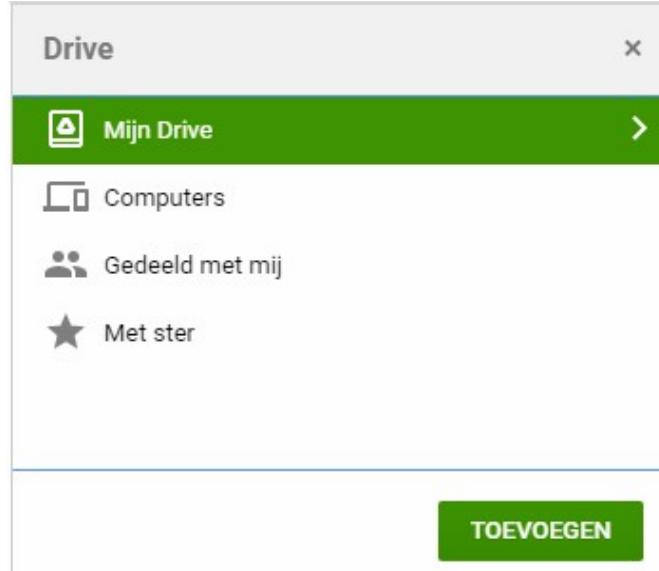 Drive
Mijn Drive
Computers
Gedeeld met mij
Met ster
TOEVOEGEN